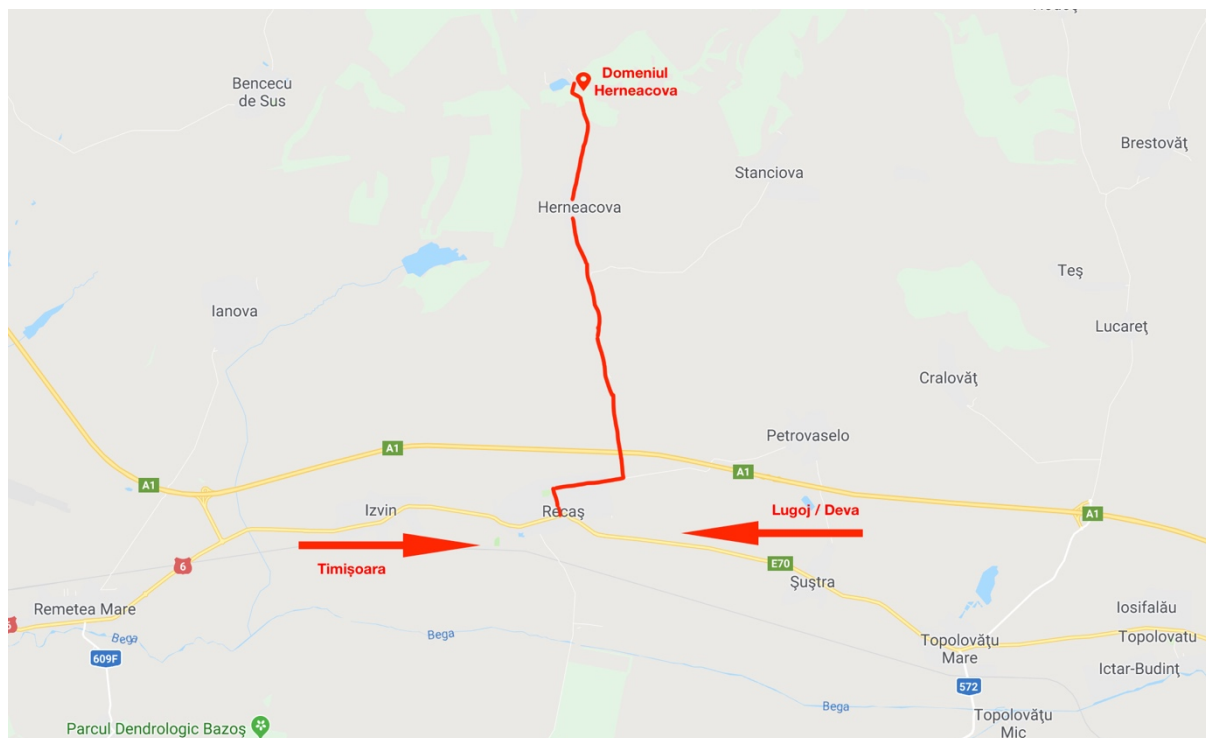 Domeniul
Herneacova
Bencecu
de Sus
Brestovăț
Stanciova
Herneacova
Teş
Ianova
Lucareţ
Cralovăţ
Petrovaselo
A1
A1
A1
A1
Izvin
Recaş
Lugoj / Deva
Timișoara
6
E70
Şuştra
Remetea Mare
Iosifalău
Bega
Bega
Topolovăţu
Mare
Topolovatu
609F
Ictar-Budinţ
572
Bega
Topolovăţu
Mic
Parcul Dendrologic Bazoş